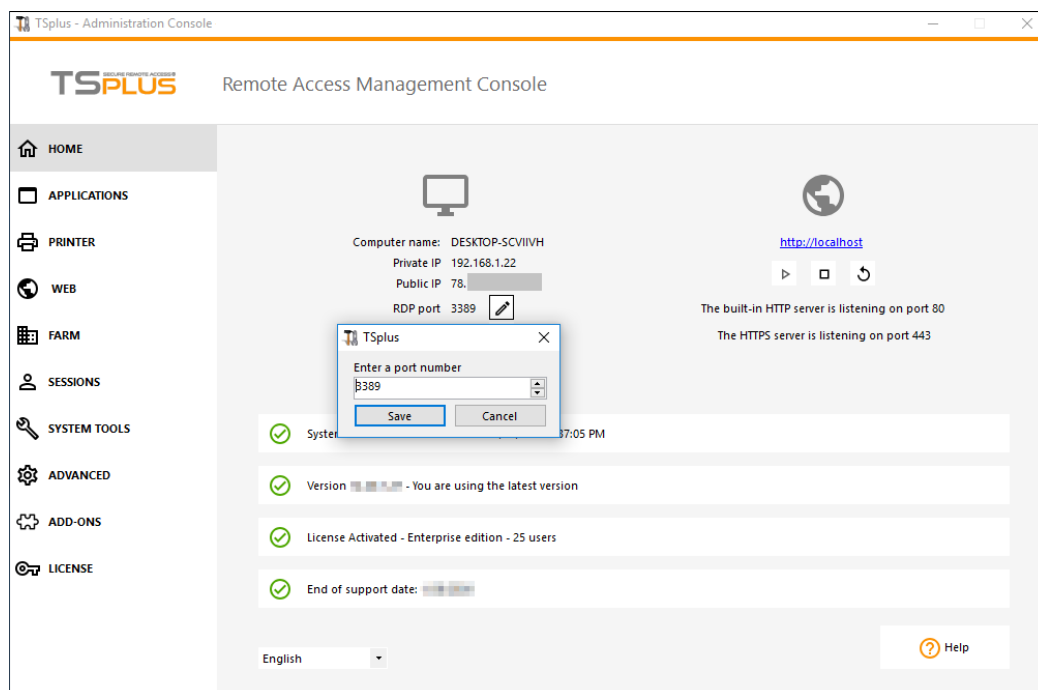 TSplus - Administration Console
TSPLUS
SECURE REMOTE ACCESS
Remote Access Management Console
HOME
APPLICATIONS
PRINTER
WEB
FARM
SESSIONS
SYSTEM TOOLS
ADVANCED
ADD-ONS
LICENSE
Computer name: DESKTOP-SCVIIVH
Private IP 192.168.1.22
Public IP 78.
RDP port 3389
http://localhost
The built-in HTTP server is listening on port 80
The HTTPS server is listening on port 443
TSplus
Enter a port number
3389
Save Cancel
37:05 PM
Version - You are using the latest version
License Activated - Enterprise edition - 25 users
End of support date:
English
Help